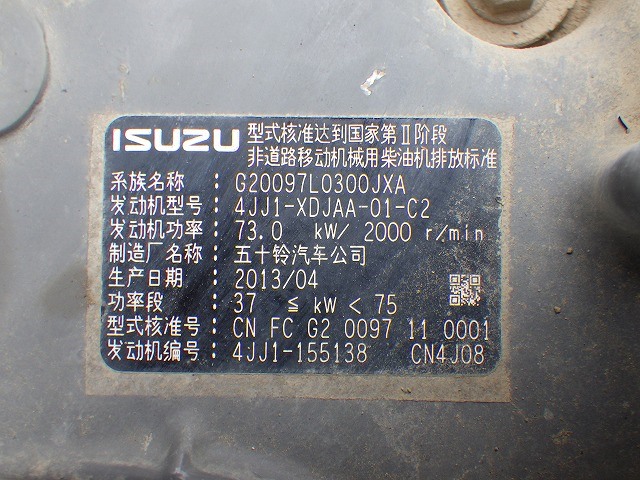 ISUZU 型式核准达到国家第Ⅱ阶段
非道路移动机械用柴油机排放标准
系族名称 : G20097L0300JXA
发动机型号 : 4JJ1-XDJAA-01-C2
发动机功率 : 73.0 kW/ 2000 r/min
制造厂名称 : 五十铃汽车公司
生产日期 : 2013/04
功率段 : 37 ≦ kW < 75
型式核准号 : CN FC G2 0097 11 0001
发动机编号 : 4JJ1-155138 CN4J08